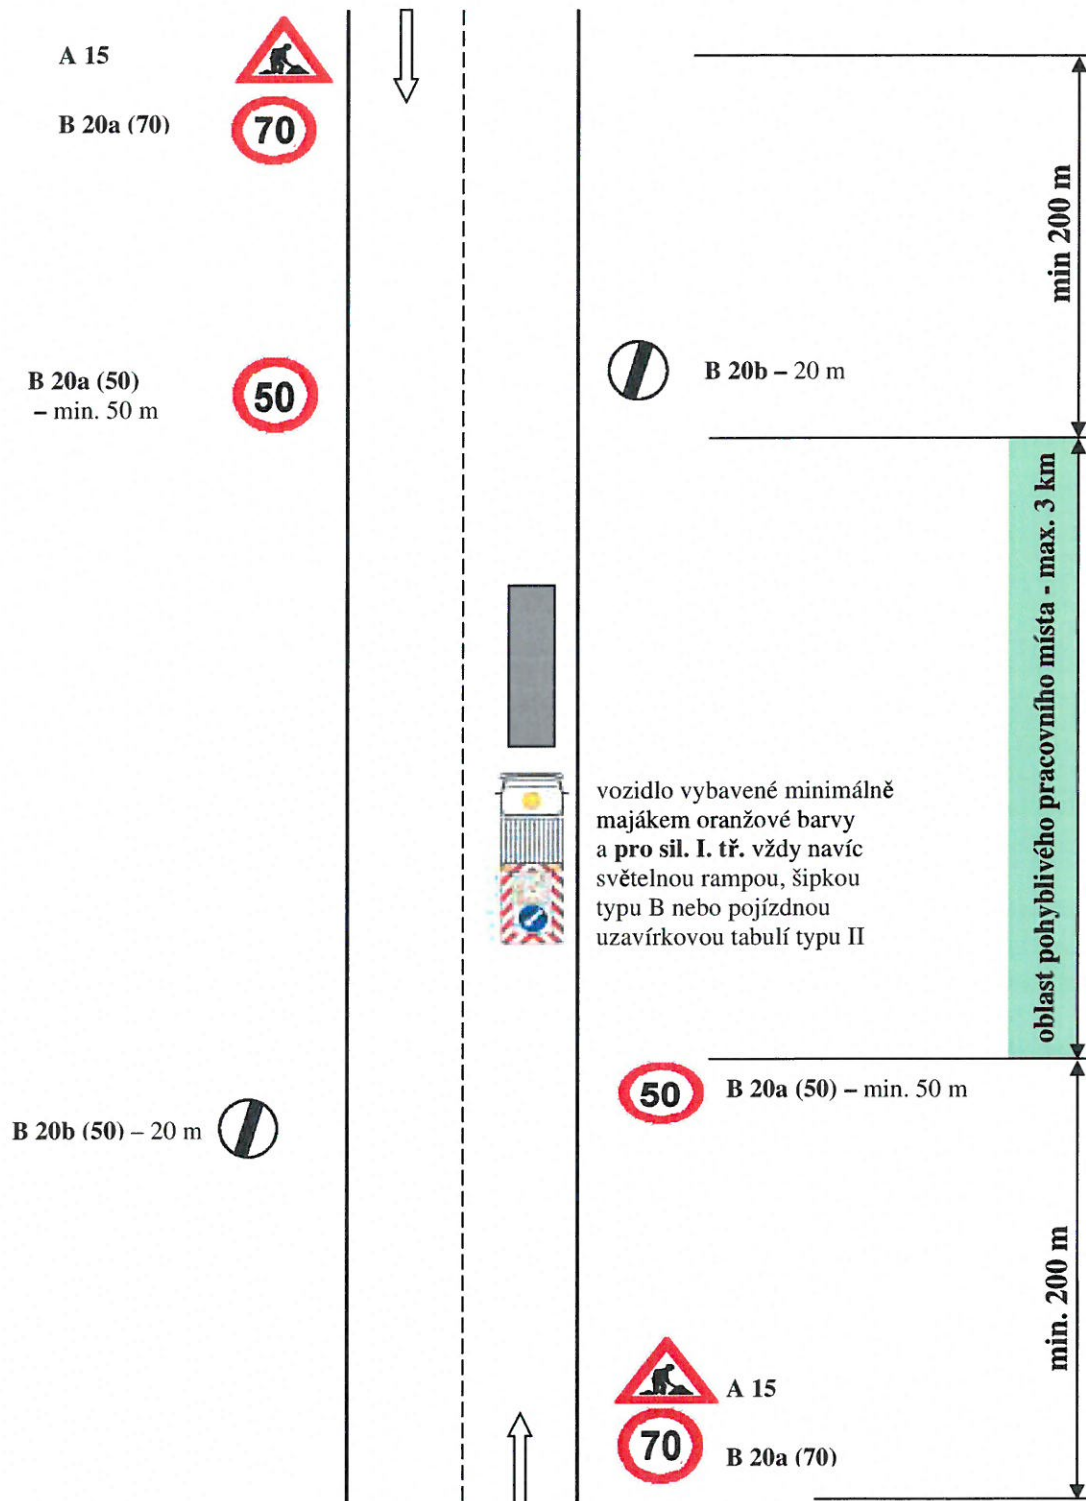 A 15
B 20a (70)
70
min 200 m
B 20a (50)
– min. 50 m
50
B 20b – 20 m
oblast pohyblivého pracovního místa - max. 3 km
vozidlo vybavené minimálně
majákem oranžové barvy
a pro sil. I. tř. vždy navíc
světelnou rampou, šipkou
typu B nebo pojízdnou
uzavírkovou tabulí typu II
50
B 20a (50) – min. 50 m
B 20b (50) – 20 m
min. 200 m
A 15
70
B 20a (70)